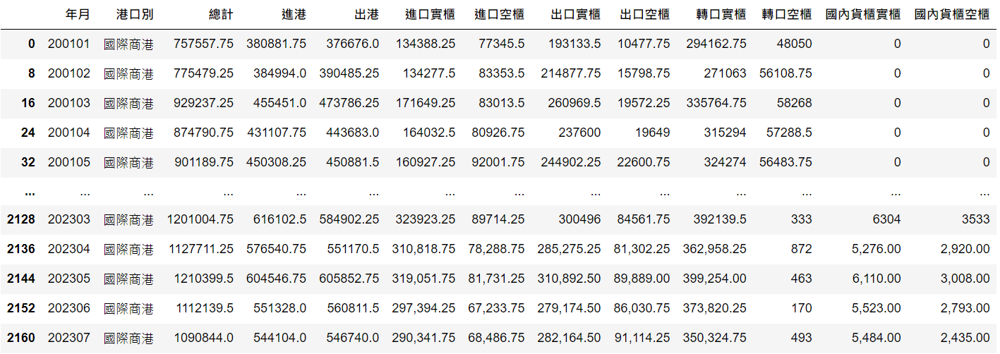 年月 港口別 總計 進港 出港 進口實櫃 進口空櫃 出口實櫃 出口空櫃 轉口實櫃 轉口空櫃 國內貨櫃實櫃 國內貨櫃空櫃
0 200101 國際商港 757557.75 380881.75 376676.0 134388.25 77345.5 193133.5 10477.75 294162.75 48050 0 0
8 200102 國際商港 775479.25 384994.0 390485.25 134277.5 83353.5 214877.75 15798.75 271063 56108.75 0 0
16 200103 國際商港 929237.25 455451.0 473786.25 171649.25 83013.5 260969.5 19572.25 335764.75 58268 0 0
24 200104 國際商港 874790.75 431107.75 443683.0 164032.5 80926.75 237600 19649 315294 57288.5 0 0
32 200105 國際商港 901189.75 450308.25 450881.5 160927.25 92001.75 244902.25 22600.75 324274 56483.75 0 0
... ... ... ... ... ... ... ... ... ... ... ... ... ...
2128 202303 國際商港 1201004.75 616102.5 584902.25 323923.25 89714.25 300496 84561.75 392139.5 333 6304 3533
2136 202304 國際商港 1127711.25 576540.75 551170.5 310,818.75 78,288.75 285,275.25 81,302.25 362,958.25 872 5,276.00 2,920.00
2144 202305 國際商港 1210399.5 604546.75 605852.75 319,051.75 81,731.25 310,892.50 89,889.00 399,254.00 463 6,110.00 3,008.00
2152 202306 國際商港 1112139.5 551328.0 560811.5 297,394.25 67,233.75 279,174.50 86,030.75 373,820.25 170 5,523.00 2,793.00
2160 202307 國際商港 1090844.0 544104.0 546740.0 290,341.75 68,486.75 282,164.50 91,114.25 350,324.75 493 5,484.00 2,435.00